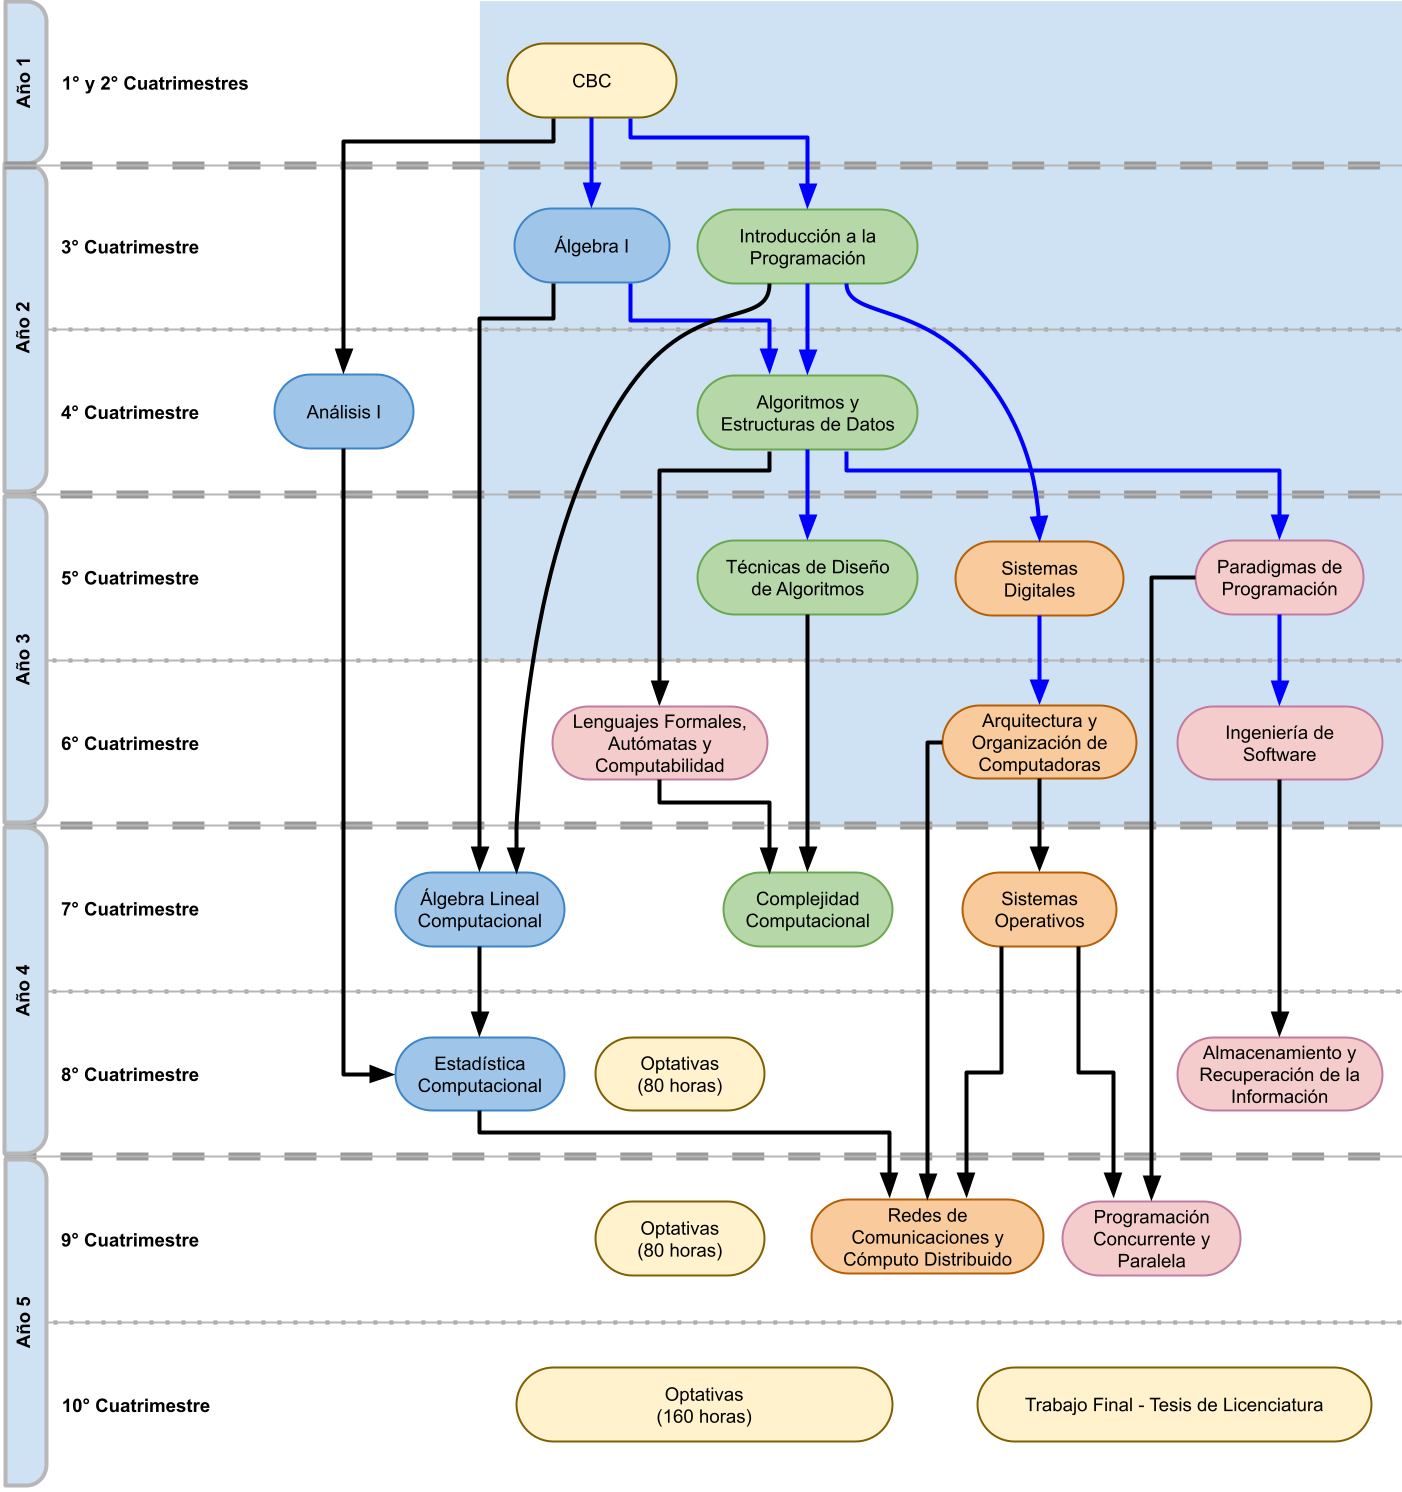 Año 1
1° y 2° Cuatrimestres
CBC
Año 2
3° Cuatrimestre
Álgebra I
Introducción a la
Programación
4° Cuatrimestre
Análisis I
Algoritmos y
Estructuras de Datos
Año 3
5° Cuatrimestre
Técnicas de Diseño
de Algoritmos
Sistemas
Digitales
Paradigmas de
Programación
6° Cuatrimestre
Lenguajes Formales,
Autómatas y
Computabilidad
Arquitectura y
Organización de
Computadoras
Ingeniería de
Software
Año 4
7° Cuatrimestre
Álgebra Lineal
Computacional
Complejidad
Computacional
Sistemas
Operativos
8° Cuatrimestre
Estadística
Computacional
Optativas
(80 horas)
Almacenamiento y
Recuperación de la
Información
Año 5
9° Cuatrimestre
Optativas
(80 horas)
Redes de
Comunicaciones y
Cómputo Distribuido
Programación
Concurrente y
Paralela
10° Cuatrimestre
Optativas
(160 horas)
Trabajo Final - Tesis de Licenciatura